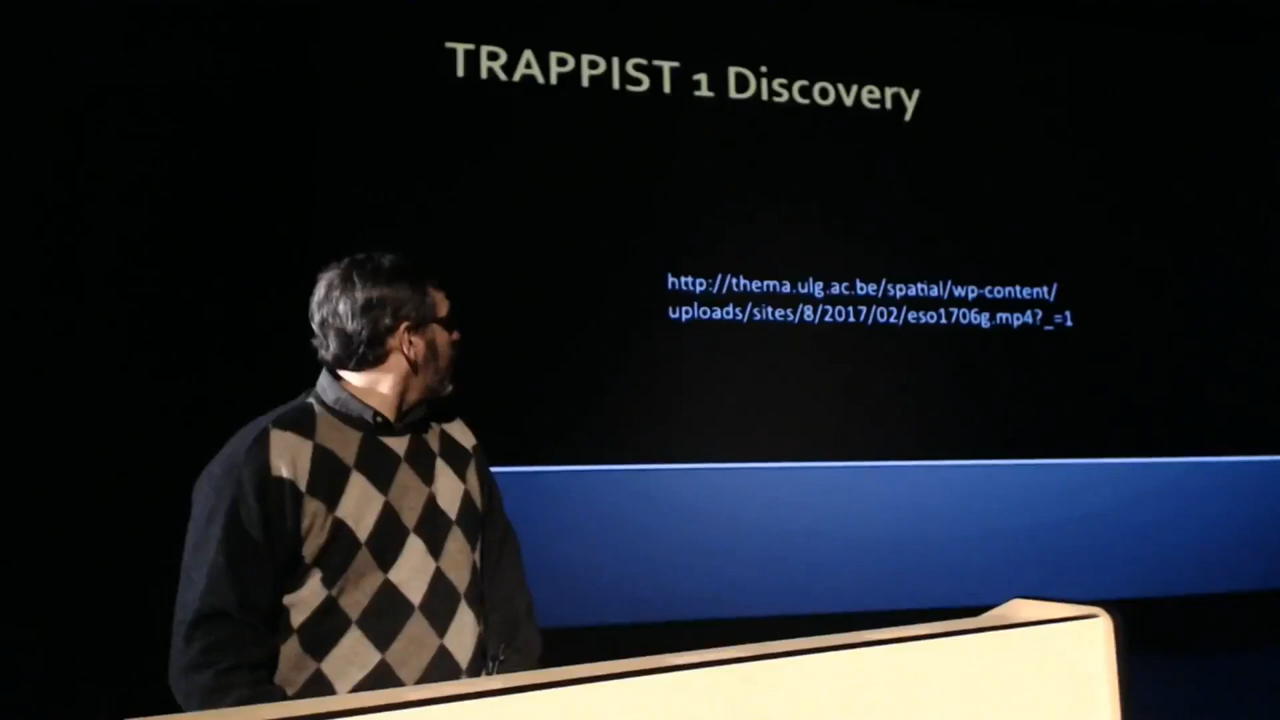 TRAPPIST 1 Discovery
http://thema.ulg.ac.be/spatial/wp-content/
uploads/sites/8/2017/02/eso1706g.mp4?_=1